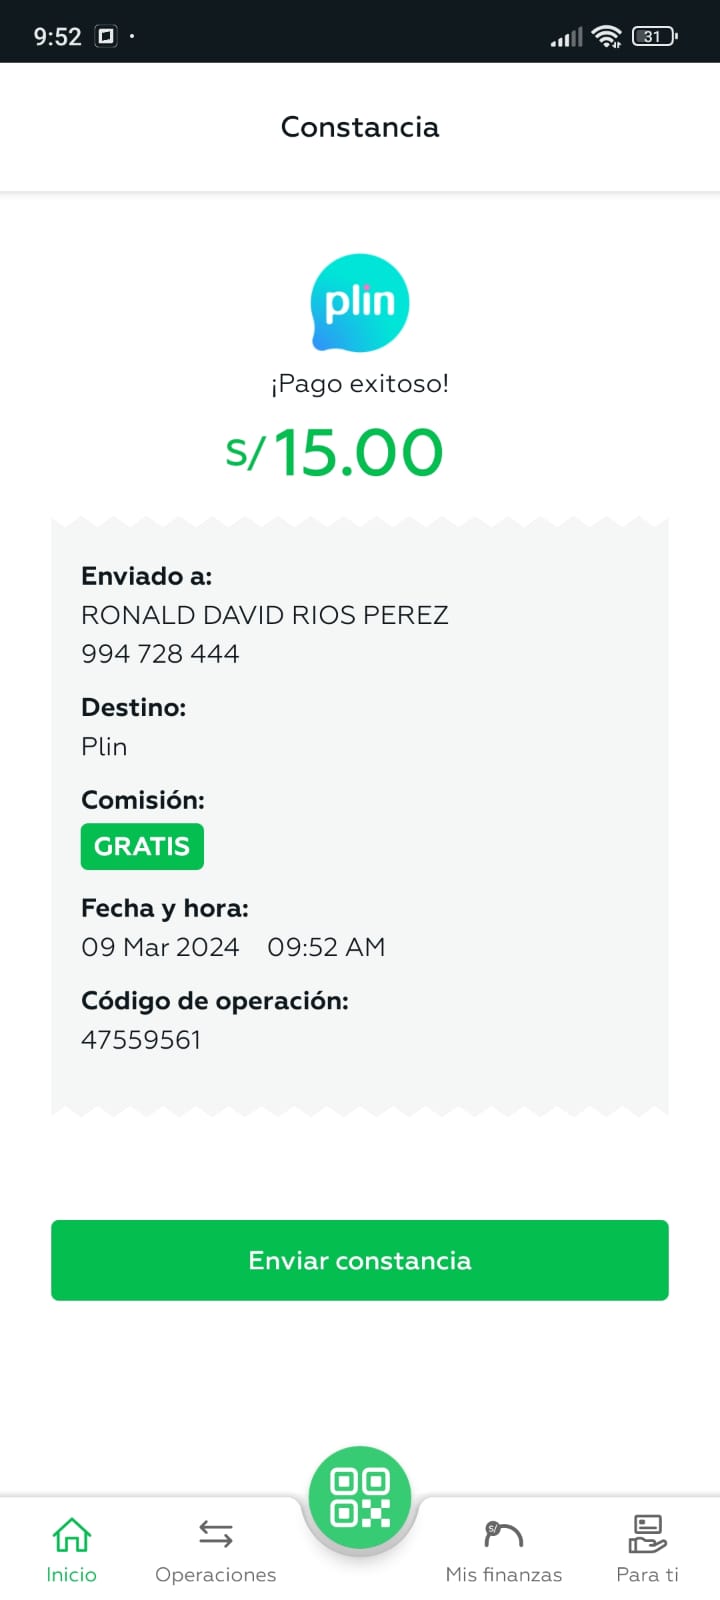 9:52
31
Constancia
plin
¡Pago exitoso!
S/ 15.00
Enviado a:
RONALD DAVID RIOS PEREZ
994 728 444
Destino:
Plin
Comisión:
GRATIS
Fecha y hora:
09 Mar 2024 09:52 AM
Código de operación:
47559561
Enviar constancia
S/
Inicio Operaciones Mis finanzas Para ti